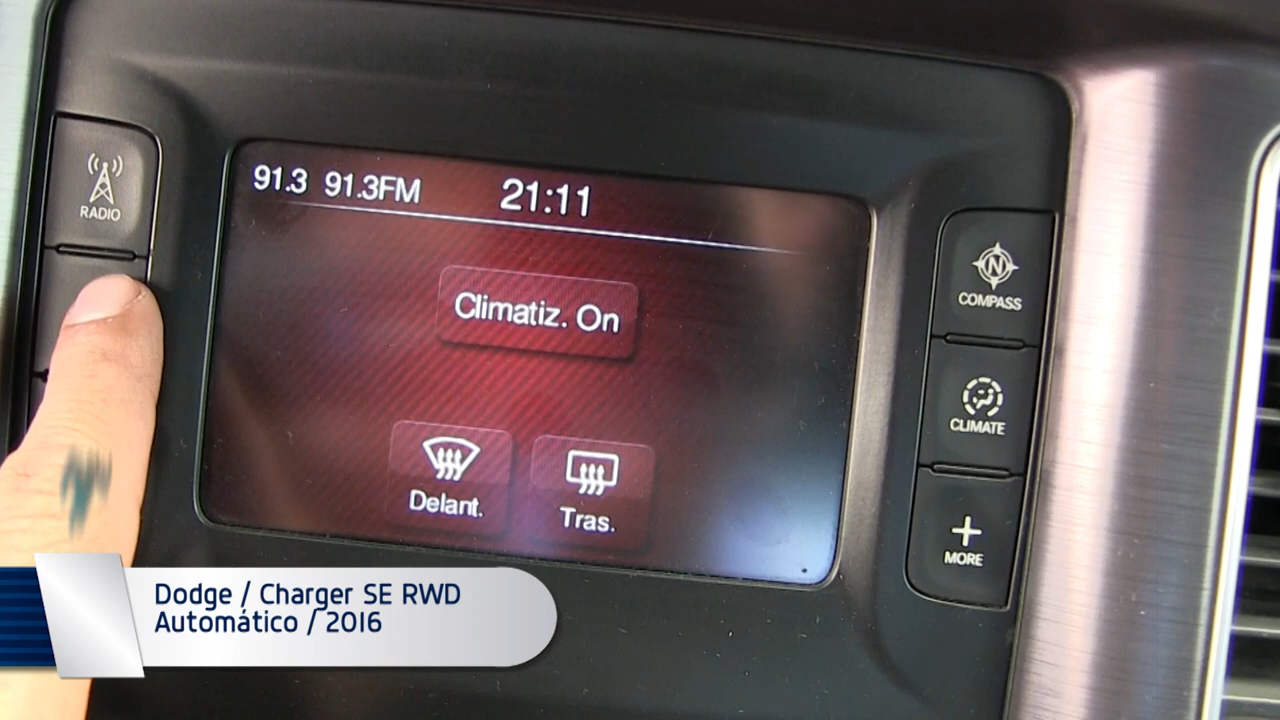 RADIO
91.3 91.3FM 21:11
Climatiz. On
Delant. Tras.
N
COMPASS
CLIMATE
MORE
Dodge / Charger SE RWD
Automático / 2016